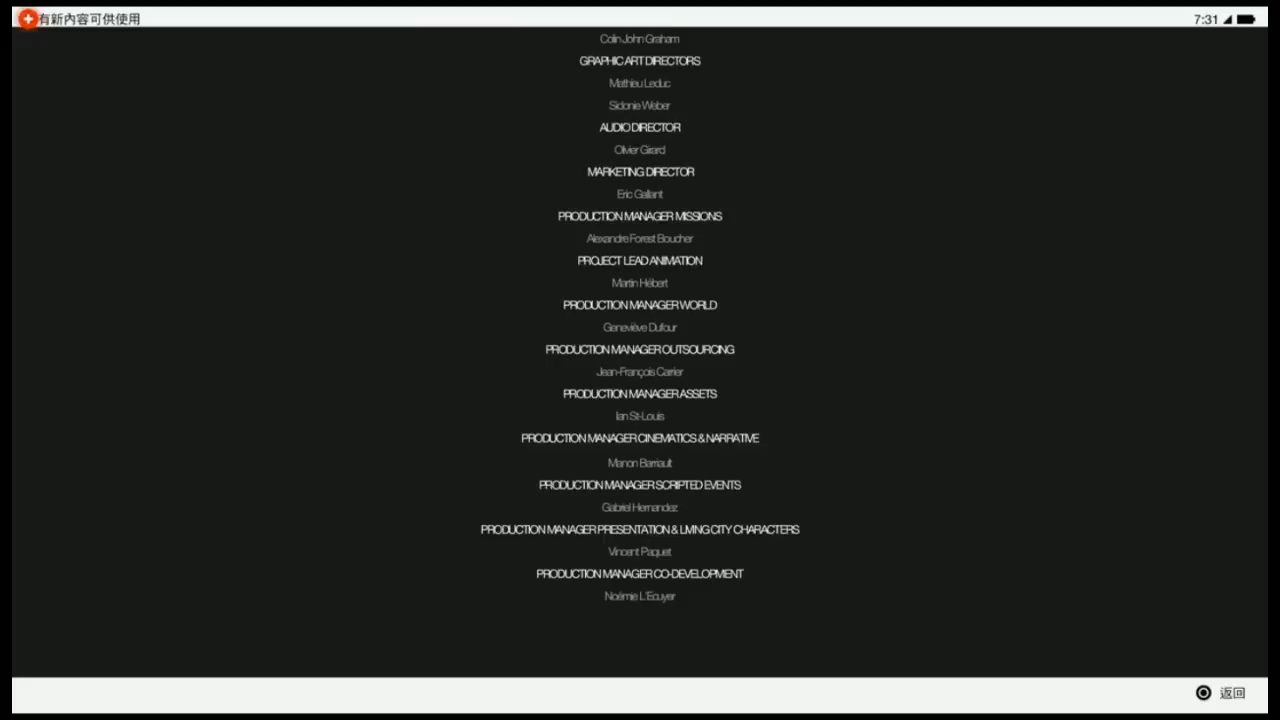 有新內容可供使用
7:31
Colin John Graham
GRAPHIC ART DIRECTORS
Mathieu Leduc
Sidonie Weber
AUDIO DIRECTOR
Olivier Girard
MARKETING DIRECTOR
Eric Gallant
PRODUCTION MANAGER MISSIONS
Alexandre Forest Boucher
PROJECT LEAD ANIMATION
Martin Hébert
PRODUCTION MANAGER WORLD
Geneviève Dufour
PRODUCTION MANAGER OUTSOURCING
Jean-François Carrier
PRODUCTION MANAGER ASSETS
Ian St-Louis
PRODUCTION MANAGER CINEMATICS & NARRATIVE
Manon Barriault
PRODUCTION MANAGER SCRIPTED EVENTS
Gabriel Hernandez
PRODUCTION MANAGER PRESENTATION & LIVING CITY CHARACTERS
Vincent Paquet
PRODUCTION MANAGER CO-DEVELOPMENT
Noémie L'Ecuyer
返回